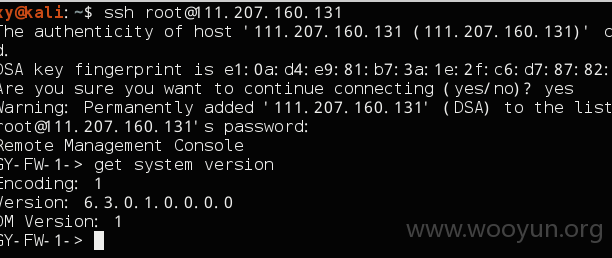 xy@kali:~$ ssh root@111.207.160.131
The authenticity of host '111.207.160.131 (111.207.160.131)' c
d.
DSA key fingerprint is e1:0a:d4:e9:81:b7:3a:1e:2f:c6:d7:87:82:
Are you sure you want to continue connecting (yes/no)? yes
Warning: Permanently added '111.207.160.131' (DSA) to the list
root@111.207.160.131's password:
Remote Management Console
GY-FW-1-> get system version
Encoding: 1
Version: 6.3.0.1.0.0.0.0
OM Version: 1
GY-FW-1->
www.wooyun.org